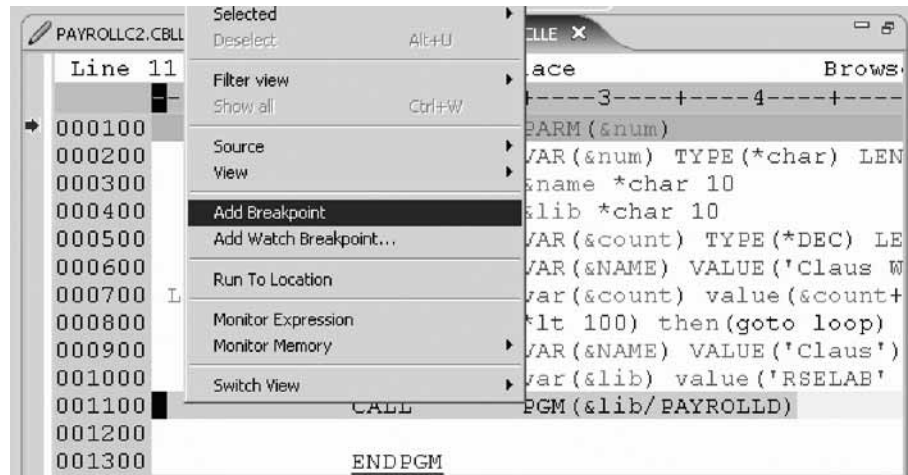 PAYROLLC2.CBLL
CLLE
Line 11
Brows
----3----+----4----+----
000100 PARM(&num)
000200 VAR(&num) TYPE(*char) LEN
000300 &name *char 10
000400 &lib *char 10
000500 VAR(&count) TYPE(*DEC) LE
000600 VAR(&NAME) VALUE('Claus W
000700 L var(&count) value(&count+
000800 *lt 100) then(goto loop)
000900 VAR(&NAME) VALUE('Claus')
001000 var(&lib) value('RSELAB'
001100 CALL PGM(&lib/PAYROLLD)
001200
001300 ENDPGM
Selected
Deselect Alt+U
Filter view
Show all Ctrl+W
Source
View
Add Breakpoint
Add Watch Breakpoint...
Run To Location
Monitor Expression
Monitor Memory
Switch View